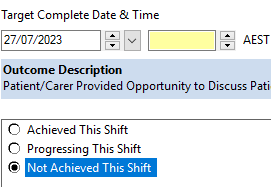 Target Complete Date & Time
27/07/2023 AEST
Outcome Description
Patient/Carer Provided Opportunity to Discuss Pati
Achieved This Shift
Progressing This Shift
Not Achieved This Shift